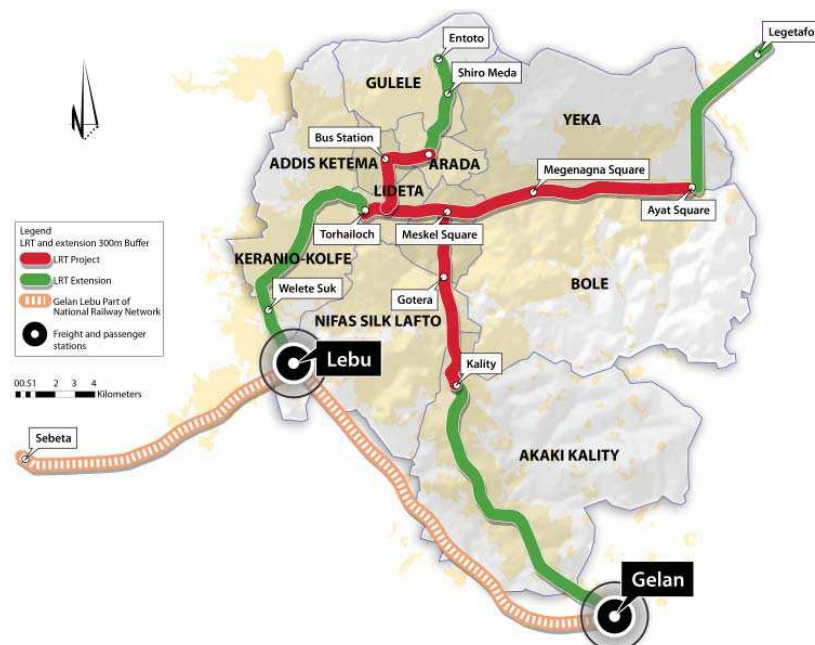 Entoto
Legetafo
Shiro Meda
GULELE
YEKA
Bus Station
ADDIS KETEMA
ARADA
Megenagna Square
LIDETA
Torhailoch
Meskel Square
Ayat Square
Legend
LRT and extension 300m Buffer
LRT Project
LRT Extension
Gelan Lebu Part of
National Railway Network
Freight and passenger
stations
KERANIO-KOLFE
Welete Suk
Gotera
BOLE
NIFAS SILK LAFTO
Lebu
Kality
00.51 2 3 4
Kilometers
Sebeta
AKAKI KALITY
Gelan